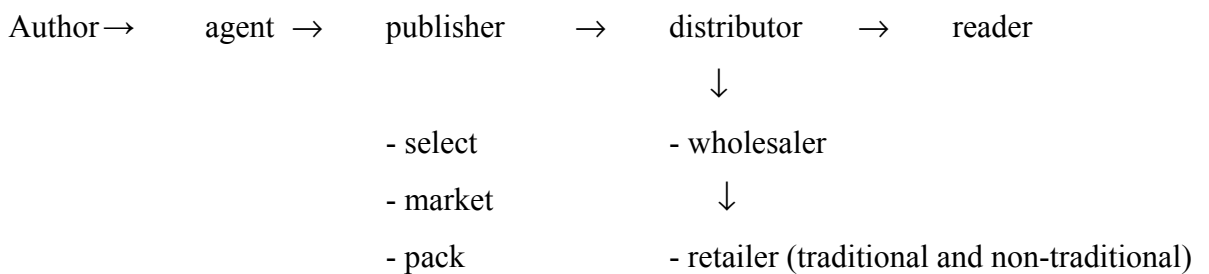 Author→ agent → publisher → distributor → reader
↓
- select - wholesaler
- market ↓
- pack - retailer (traditional and non-traditional)